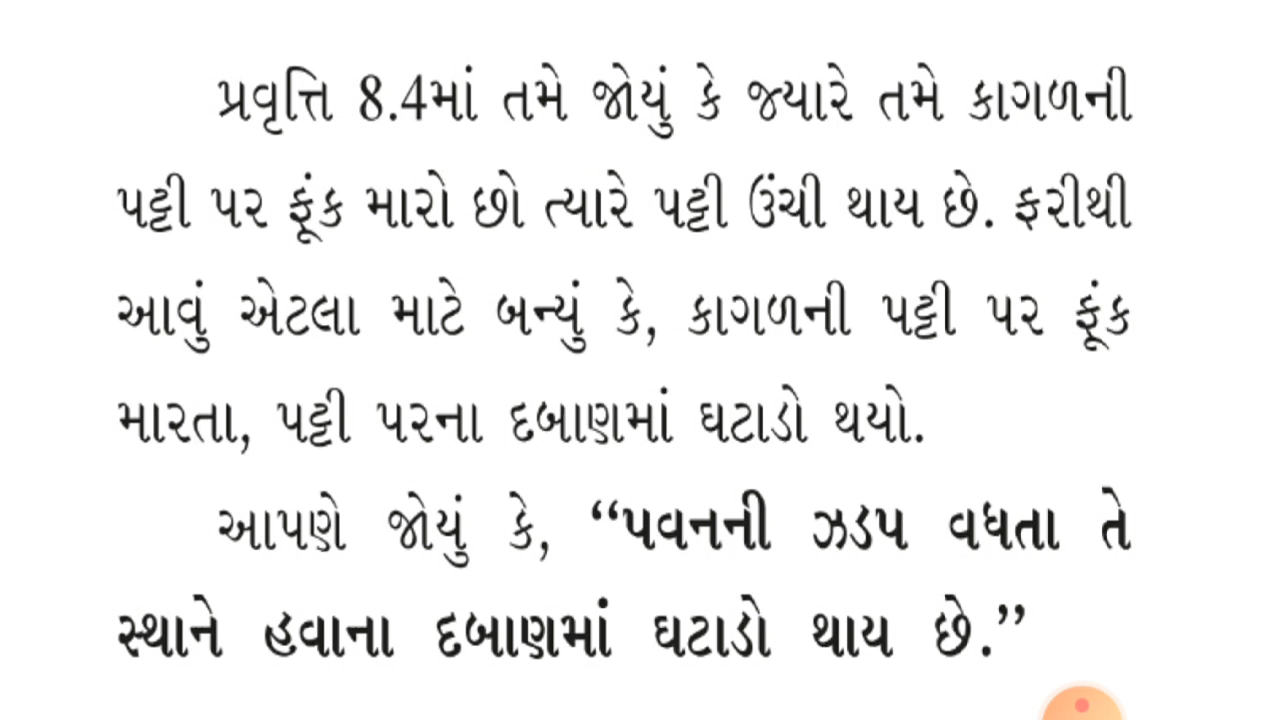 પ્રવૃત્તિ 8.4માં તમે જોયું કે જ્યારે તમે કાગળની
પટ્ટી પર ફૂંક મારો છો ત્યારે પટ્ટી ઉંચી થાય છે. ફરીથી
આવું એટલા માટે બન્યું કે, કાગળની પટ્ટી પર ફૂંક
મારતા, પટ્ટી પરના દબાણમાં ઘટાડો થયો.
આપણે જોયું કે, “પવનની ઝડપ વધતા તે
સ્થાને હવાના દબાણમાં ઘટાડો થાય છે.”